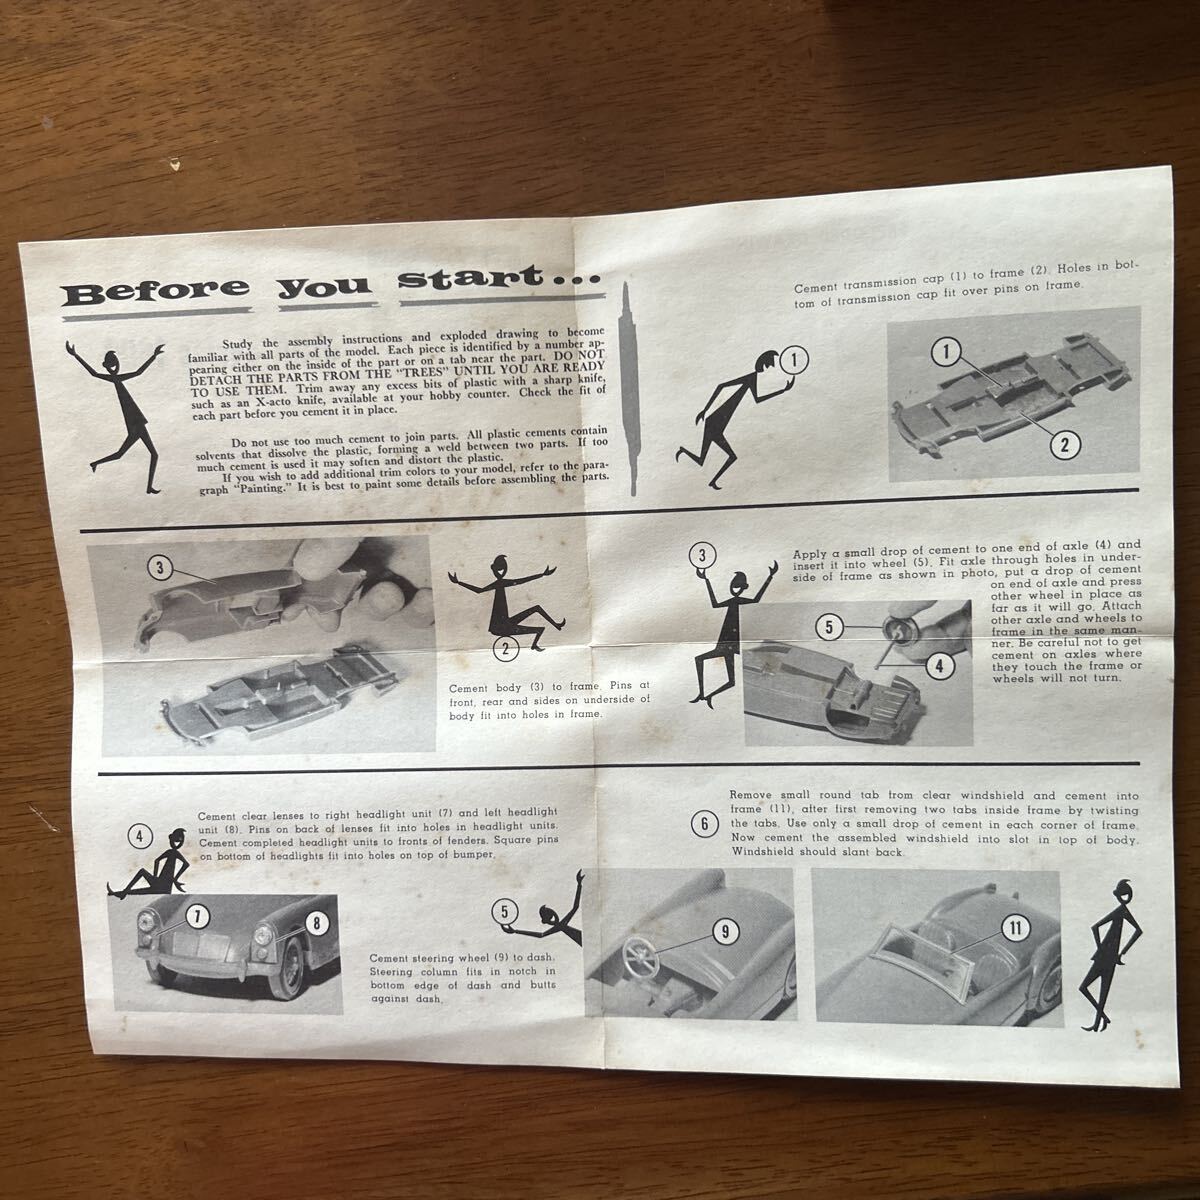 Before you start...
Study the assembly instructions and exploded drawing to become
familiar with all parts of the model. Each piece is identified by a number ap-
pearing either on the inside of the part or on a tab near the part. DO NOT
DETACH THE PARTS FROM THE "TREES" UNTIL YOU ARE READY
TO USE THEM. Trim away any excess bits of plastic with a sharp knife,
such as an X-acto knife, available at your hobby counter. Check the fit of
each part before you cement it in place.
Do not use too much cement to join parts. All plastic cements contain
solvents that dissolve the plastic, forming a weld between two parts. If too
much cement is used it may soften and distort the plastic.
If you wish to add additional trim colors to your model, refer to the para-
graph "Painting." It is best to paint some details before assembling the parts.
1
Cement transmission cap (1) to frame (2). Holes in bot-
tom of transmission cap fit over pins on frame.
1
2
3
2
Cement body (3) to frame. Pins at
front, rear and sides on underside of
body fit into holes in frame.
3
Apply a small drop of cement to one end of axle (4) and
insert it into wheel (5). Fit axle through holes in under-
side of frame as shown in photo, put a drop of cement
on end of axle and press
other wheel in place as
far as it will go. Attach
other axle and wheels to
frame in the same man-
ner. Be careful not to get
cement on axles where
they touch the frame or
wheels will not turn.
5
4
4
Cement clear lenses to right headlight unit (7) and left headlight
unit (8). Pins on back of lenses fit into holes in headlight units.
Cement completed headlight units to fronts of fenders. Square pins
on bottom of headlights fit into holes on top of bumper.
7
8
5
Cement steering wheel (9) to dash.
Steering column fits in notch in
bottom edge of dash and butts
against dash.
9
6
Remove small round tab from clear windshield and cement into
frame (11), after first removing two tabs inside frame by twisting
the tabs. Use only a small drop of cement in each corner of frame.
Now cement the assembled windshield into slot in top of body.
Windshield should slant back.
11